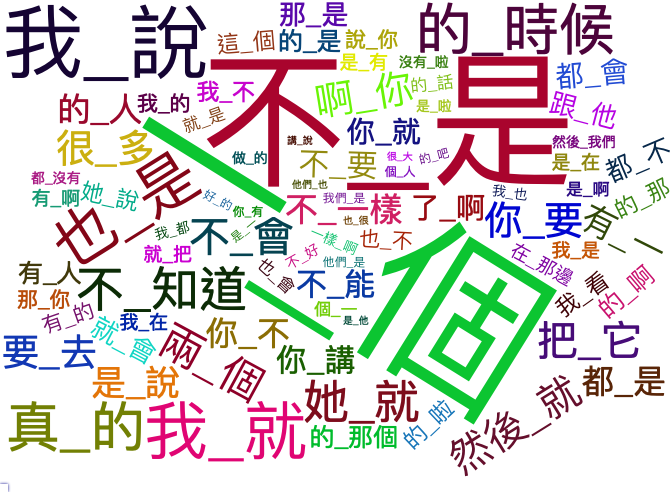 那_是
我_說
這_個
的_是
說_你
的_時候
是_有
沒有_啦
都_會
不_是
的_人
我_的
我_不
啊_你
的_話
是_啦
跟_他
就_是
很_多
你_就
講_說
然後_我們
做_的
不_要
很_大
的_吧
個_人
是_在
都_不
都_沒有
他們_也
我_也
是_啊
有_啊
她_說
也_是
好_的
我們_是
你_有
不_一樣
了_啊
你_要
有_一
的_那
也_很
我_都
不_會
是_一
一樣_啊
也_不
就_把
不_好
他們_是
在_那邊
我_是
有_人
也_會
不_知道
不_能
一_個
我_看
的_啊
那_你
個_一
有_的
就_會
我_在
是_他
你_不
要_去
兩_個
你_講
把_它
是_說
她_就
都_是
真_的
我_就
的_那個
的_啦
然後_就